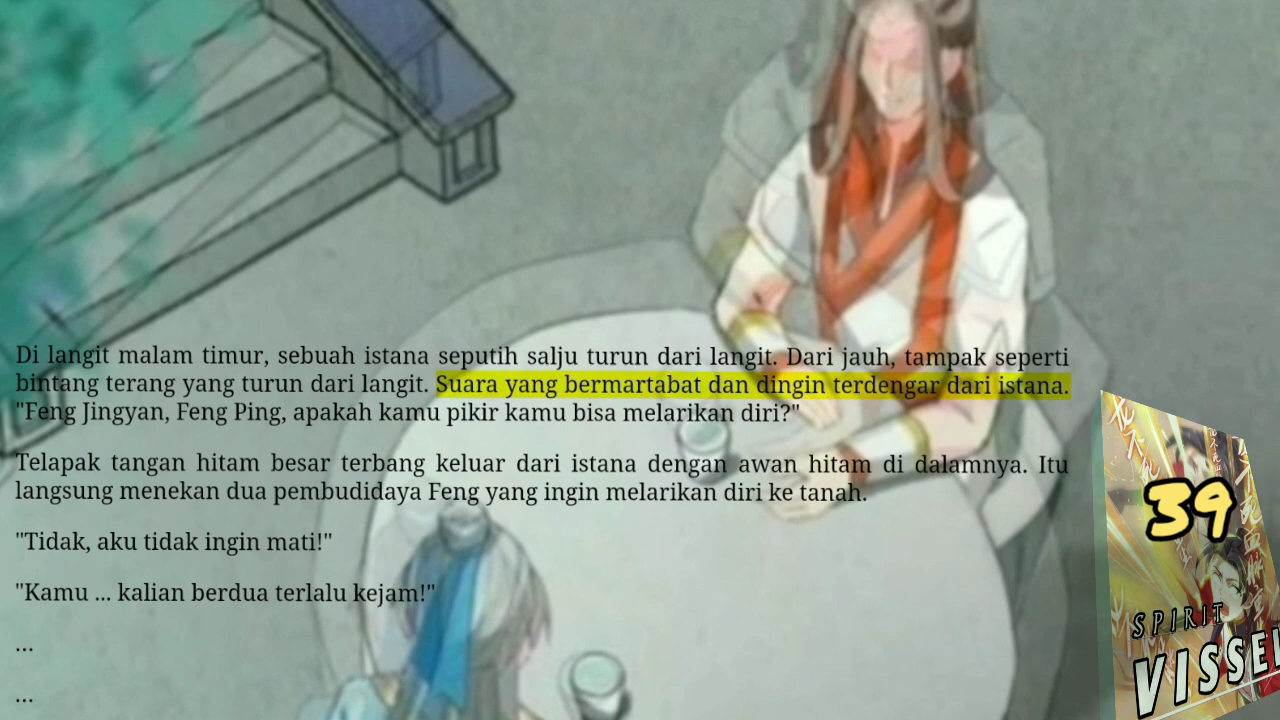 Di langit malam timur, sebuah istana seputih salju turun dari langit. Dari jauh, tampak seperti
bintang terang yang turun dari langit. Suara yang bermartabat dan dingin terdengar dari istana.
"Feng Jingyan, Feng Ping, apakah kamu pikir kamu bisa melarikan diri?"
Telapak tangan hitam besar terbang keluar dari istana dengan awan hitam di dalamnya. Itu
langsung menekan dua pembudidaya Feng yang ingin melarikan diri ke tanah.
"Tidak, aku tidak ingin mati!"
"Kamu ... kalian berdua terlalu kejam!"
...
...
39
SPIRIT
VISSEL